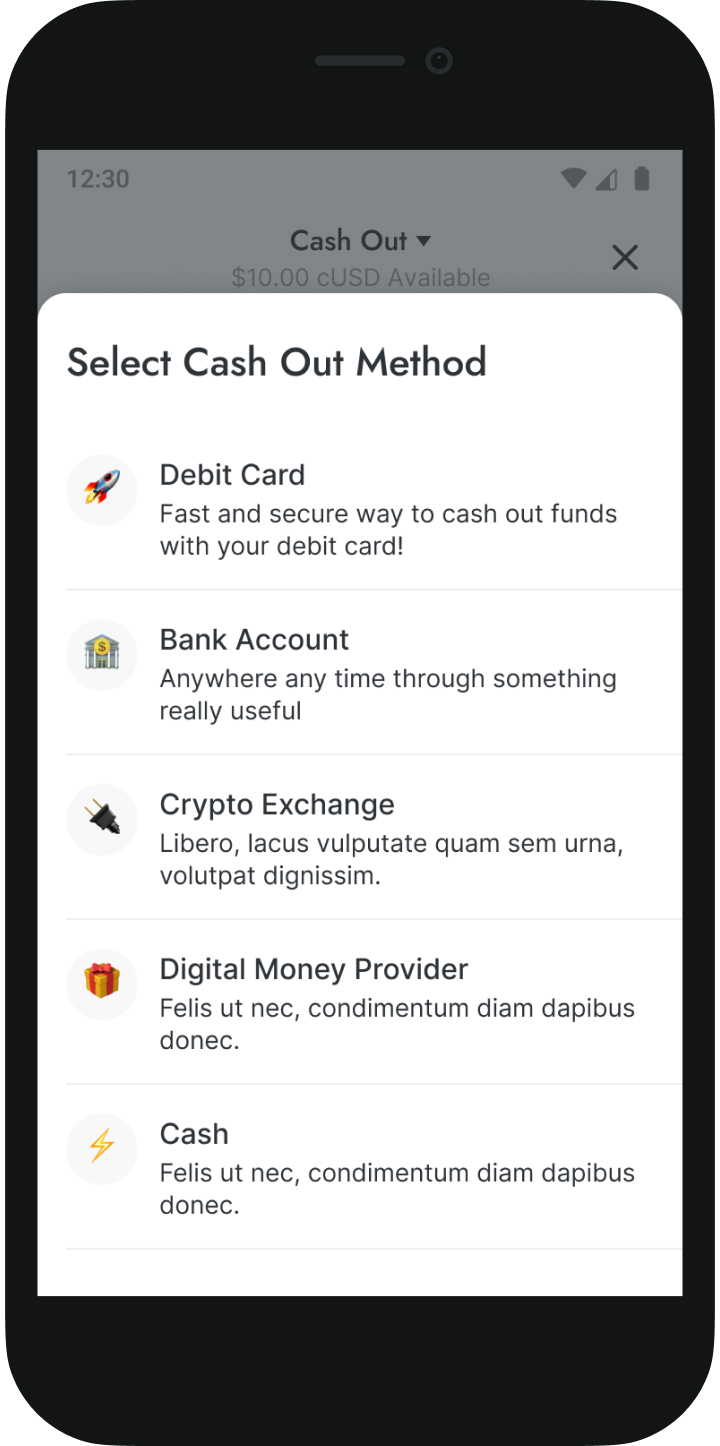 12:30
Cash Out
$10.00 cUSD Available
Select Cash Out Method
Debit Card
Fast and secure way to cash out funds
with your debit card!
Bank Account
Anywhere any time through something
really useful
Crypto Exchange
Libero, lacus vulputate quam sem urna,
volutpat dignissim.
Digital Money Provider
Felis ut nec, condimentum diam dapibus
donec.
Cash
Felis ut nec, condimentum diam dapibus
donec.